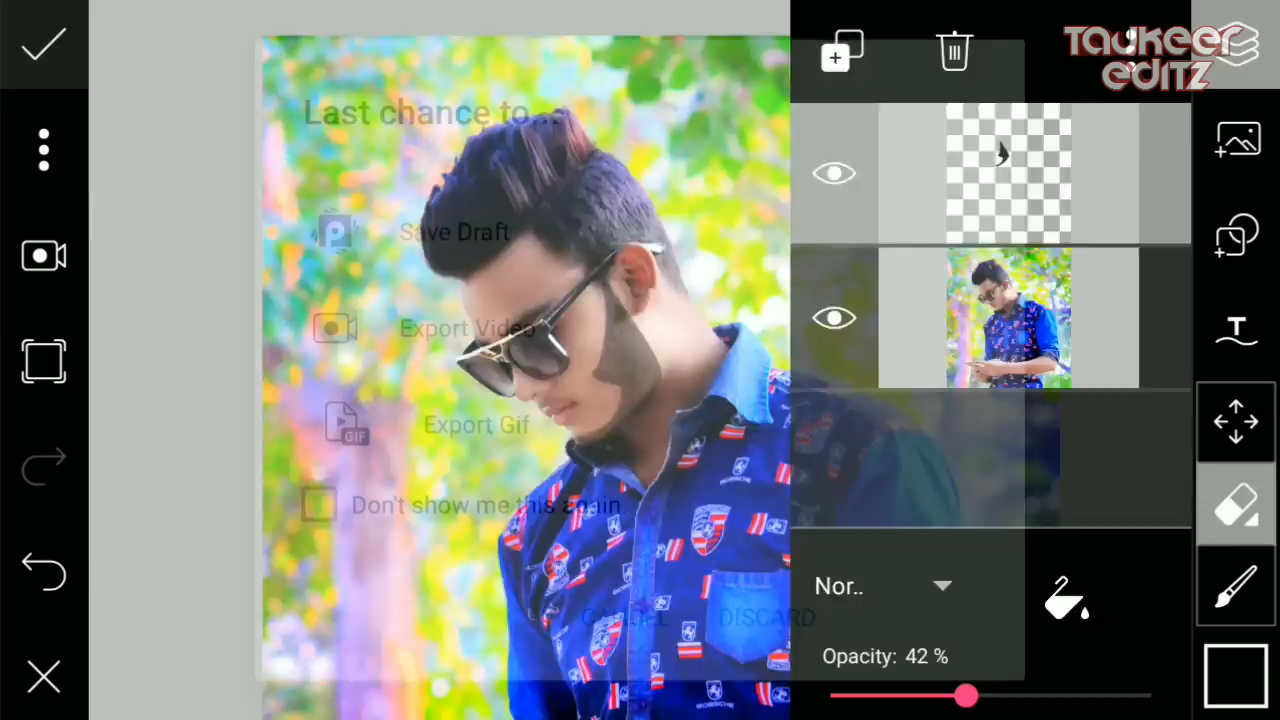 TAUKEER
EDITZ
Last chance to...
Save Draft
Export Video
Export Gif
GIF
Don't show me this again
CANCEL DISCARD
Nor..
Opacity: 42 %
T
P